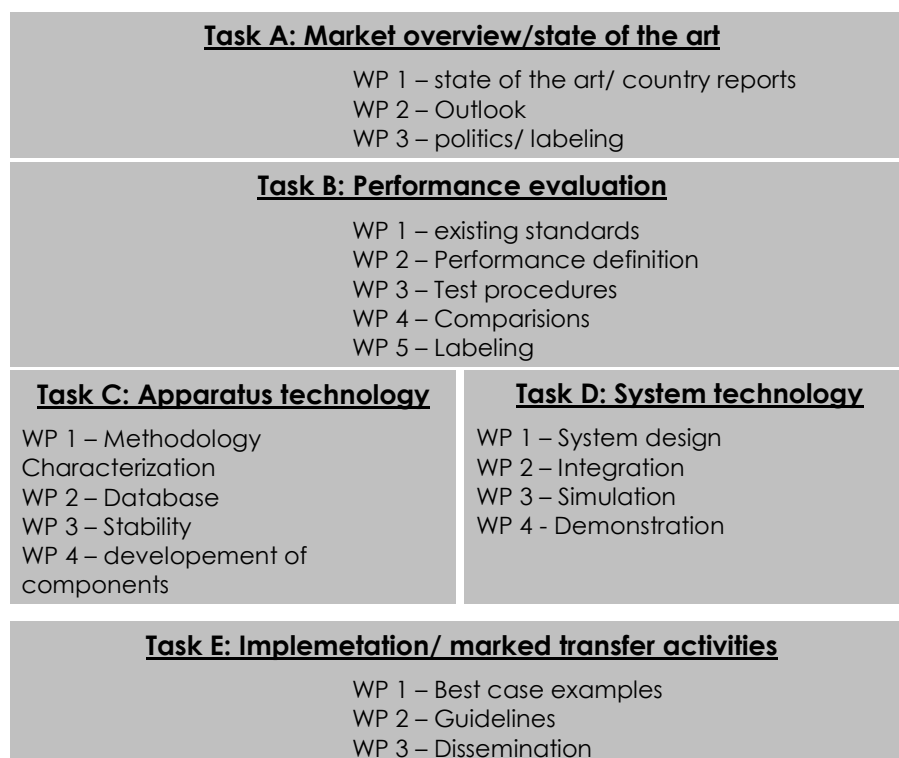 Task A: Market overview/state of the art
WP 1 – state of the art/ country reports
WP 2 – Outlook
WP 3 – politics/ labeling
Task B: Performance evaluation
WP 1 – existing standards
WP 2 – Performance definition
WP 3 – Test procedures
WP 4 – Comparisions
WP 5 – Labeling
Task C: Apparatus technology
WP 1 – Methodology
Characterization
WP 2 – Database
WP 3 – Stability
WP 4 – developement of
components
Task D: System technology
WP 1 – System design
WP 2 – Integration
WP 3 – Simulation
WP 4 - Demonstration
Task E: Implemetation/ marked transfer activities
WP 1 – Best case examples
WP 2 – Guidelines
WP 3 – Dissemination